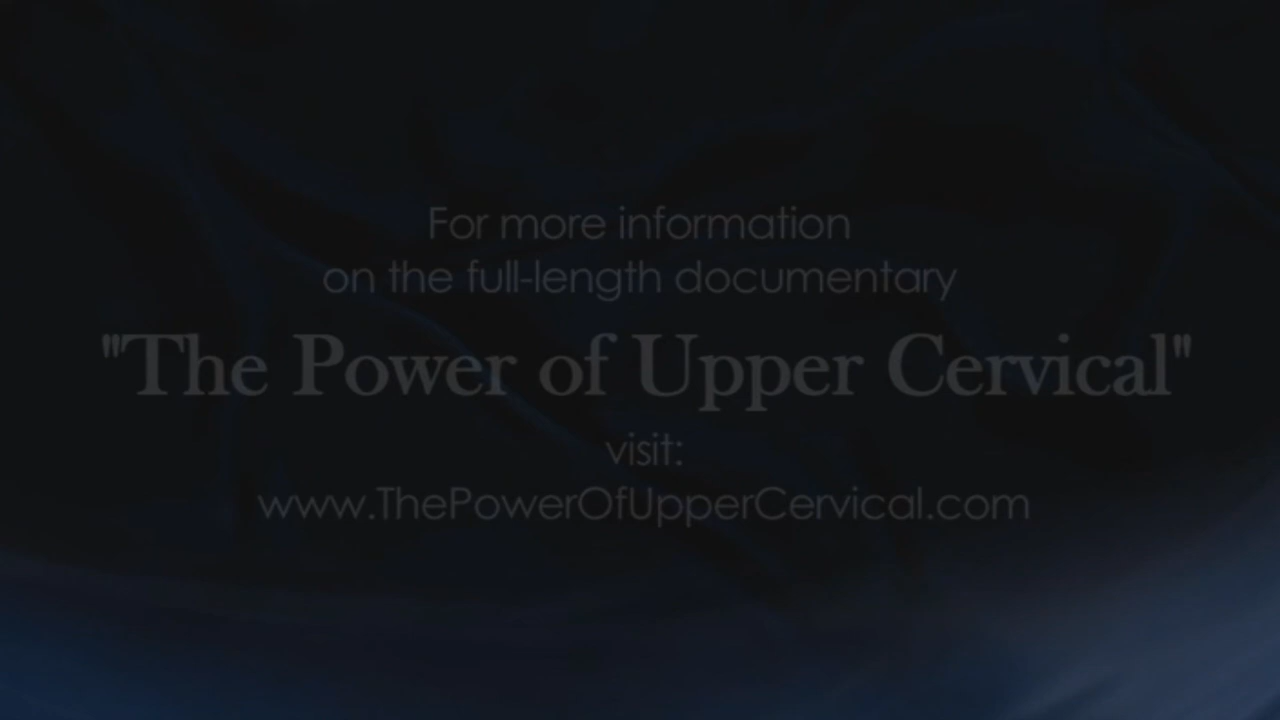 For more information
on the full-length documentary
"The Power of Upper Cervical"
visit:
www.ThePowerOfUpperCervical.com